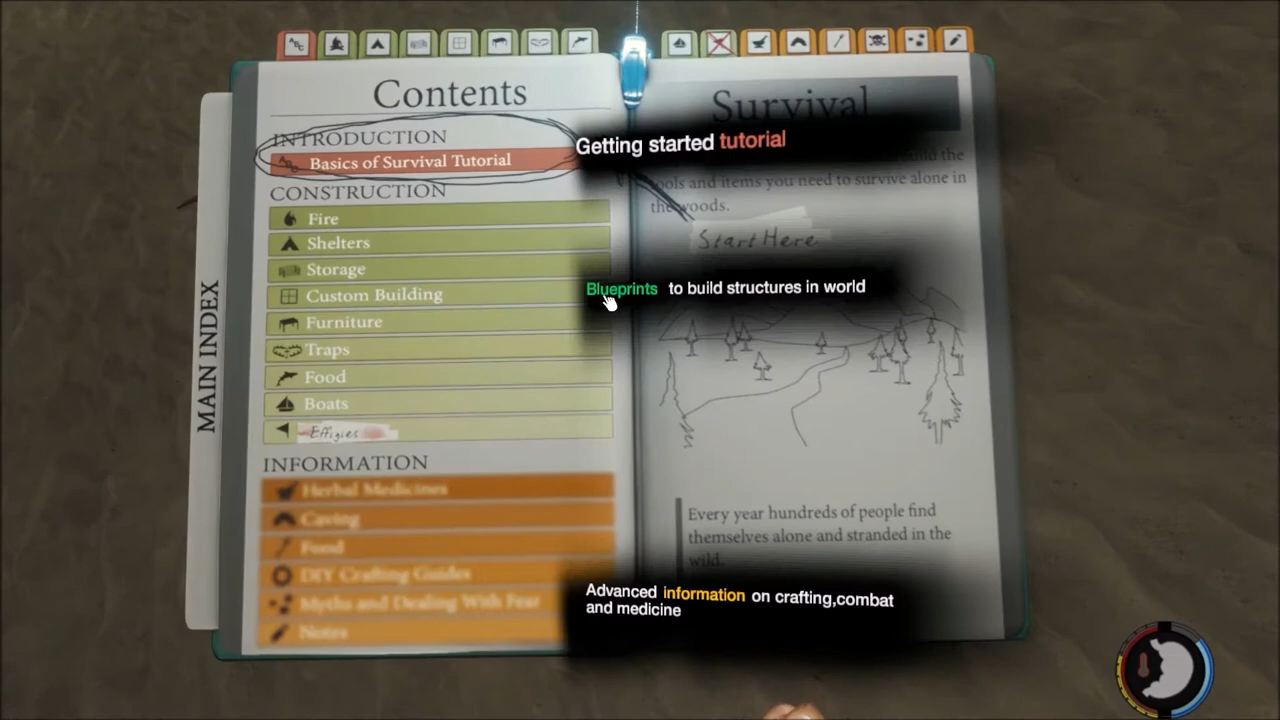 Contents
INTRODUCTION
Basics of Survival Tutorial
CONSTRUCTION
Fire
Shelters
Storage
Custom Building
Furniture
Traps
Food
Boats
Effigies
INFORMATION
Herbal Medicines
Caving
Food
DIY Crafting Guides
Myths and Dealing With Fear
Notes
MAIN INDEX
Survival
Getting started tutorial
the
tools and items you need to survive alone in
the woods.
Start Here
Blueprints to build structures in world
Every year hundreds of people find
themselves alone and stranded in the
wild.
Advanced information on crafting,combat
and medicine